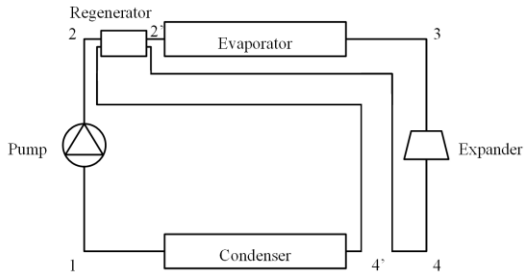 Regenerator
2
2'
Evaporator
3
Pump
Expander
1
Condenser
4'
4